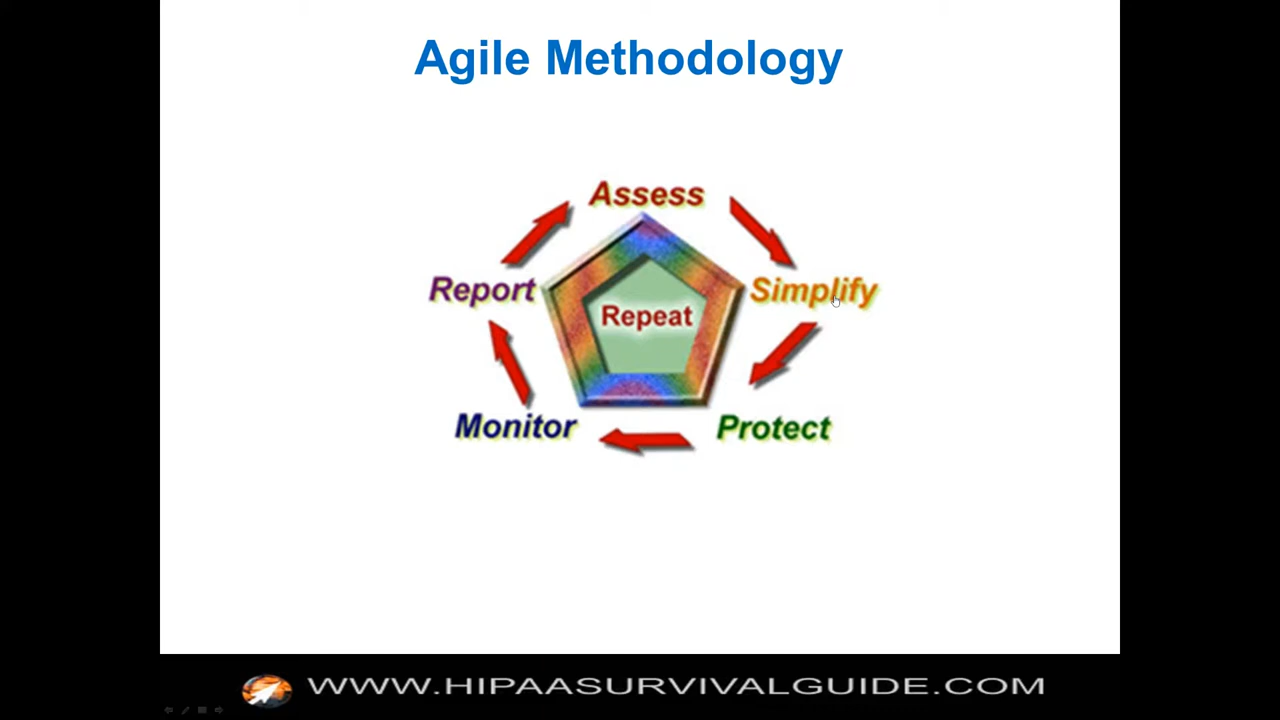 Agile Methodology
Assess
Report
Simplify
Repeat
Monitor
Protect
WWW.HIPAASURVIVALGUIDE.COM